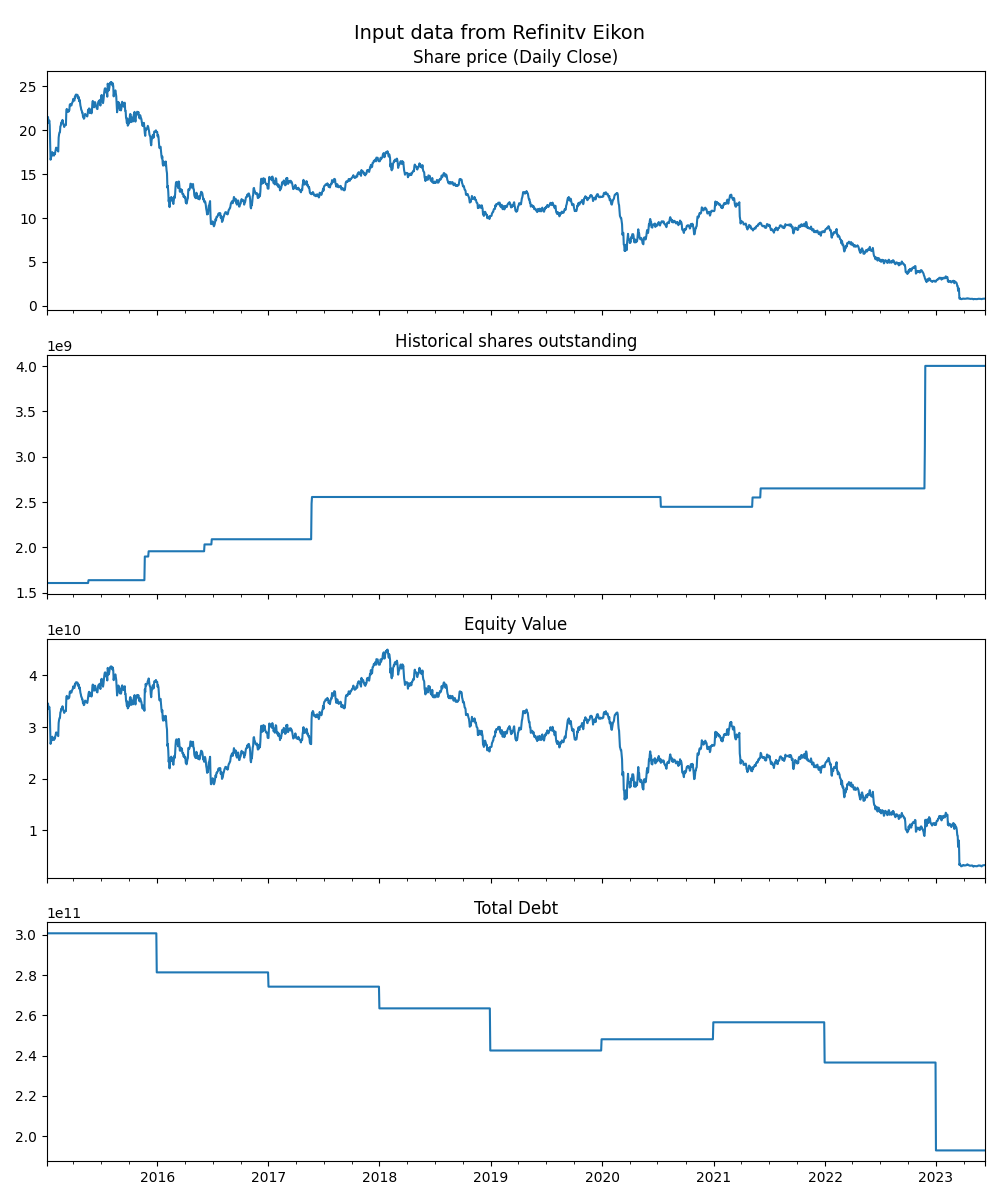 Input data from Refinitv Eikon
Share price (Daily Close)
25
20
15
10
5
0
Historical shares outstanding
1e9
4.0
3.5
3.0
2.5
2.0
1.5
Equity Value
1e10
4
3
2
1
Total Debt
1e11
3.0
2.8
2.6
2.4
2.2
2.0
2016 2017 2018 2019 2020 2021 2022 2023